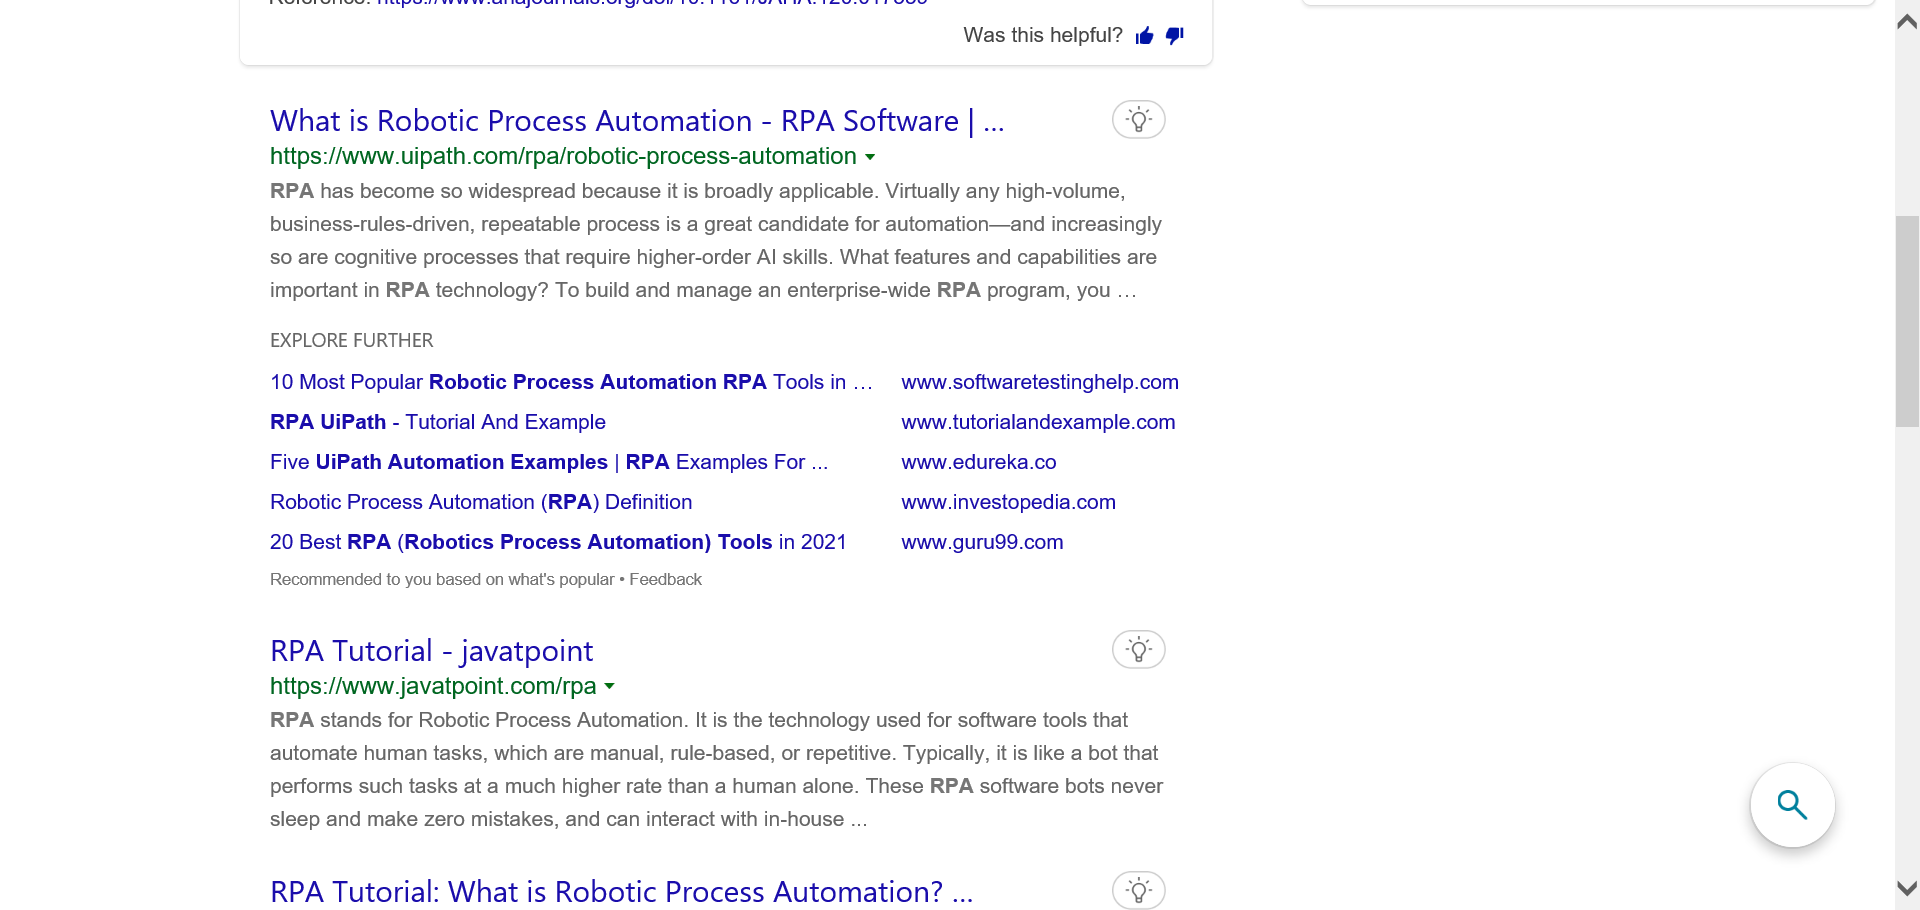 Was this helpful?
What is Robotic Process Automation - RPA Software | ...
https://www.uipath.com/rpa/robotic-process-automation
RPA has become so widespread because it is broadly applicable. Virtually any high-volume,
business-rules-driven, repeatable process is a great candidate for automation—and increasingly
so are cognitive processes that require higher-order AI skills. What features and capabilities are
important in RPA technology? To build and manage an enterprise-wide RPA program, you …
EXPLORE FURTHER
10 Most Popular Robotic Process Automation RPA Tools in … www.softwaretestinghelp.com
RPA UiPath - Tutorial And Example www.tutorialandexample.com
Five UiPath Automation Examples | RPA Examples For ... www.edureka.co
Robotic Process Automation (RPA) Definition www.investopedia.com
20 Best RPA (Robotics Process Automation) Tools in 2021 www.guru99.com
Recommended to you based on what's popular • Feedback
RPA Tutorial - javatpoint
https://www.javatpoint.com/rpa
RPA stands for Robotic Process Automation. It is the technology used for software tools that
automate human tasks, which are manual, rule-based, or repetitive. Typically, it is like a bot that
performs such tasks at a much higher rate than a human alone. These RPA software bots never
sleep and make zero mistakes, and can interact with in-house ...
RPA Tutorial: What is Robotic Process Automation? ...